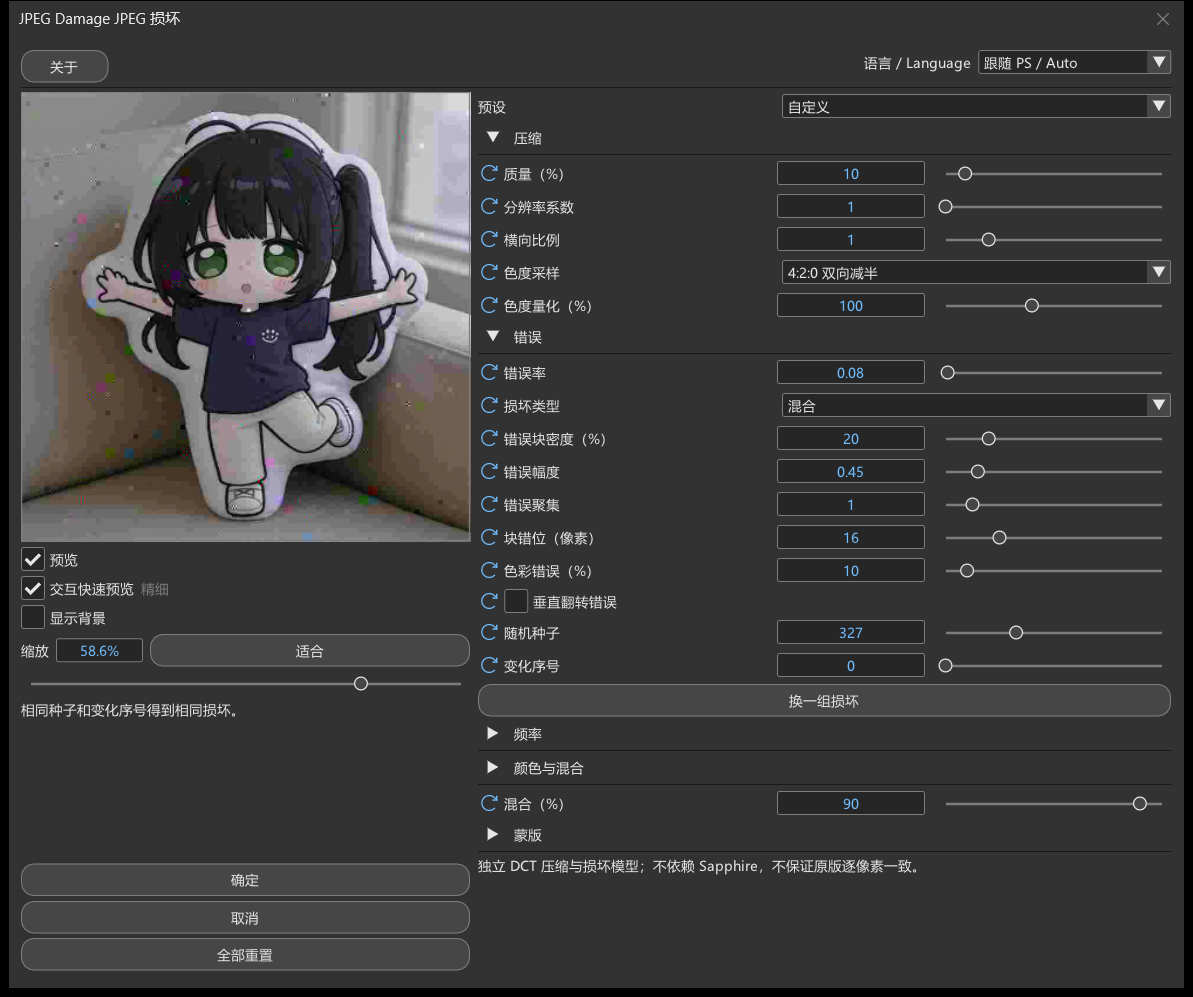 JPEG Damage JPEG 损坏
关于
语言 / Language 跟随 PS / Auto
预设 自定义
压缩
质量（%） 10
分辨率系数 1
横向比例 1
色度采样 4:2:0 双向减半
色度量化（%） 100
错误
错误率 0.08
损坏类型 混合
错误块密度（%） 20
错误幅度 0.45
错误聚集 1
块错位（像素） 16
色彩错误（%） 10
垂直翻转错误
随机种子 327
变化序号 0
换一组损坏
频率
颜色与混合
混合（%） 90
蒙版
独立 DCT 压缩与损坏模型；不依赖 Sapphire，不保证原版逐像素一致。
预览
交互快速预览 精细
显示背景
缩放 58.6% 适合
相同种子和变化序号得到相同损坏。
确定
取消
全部重置